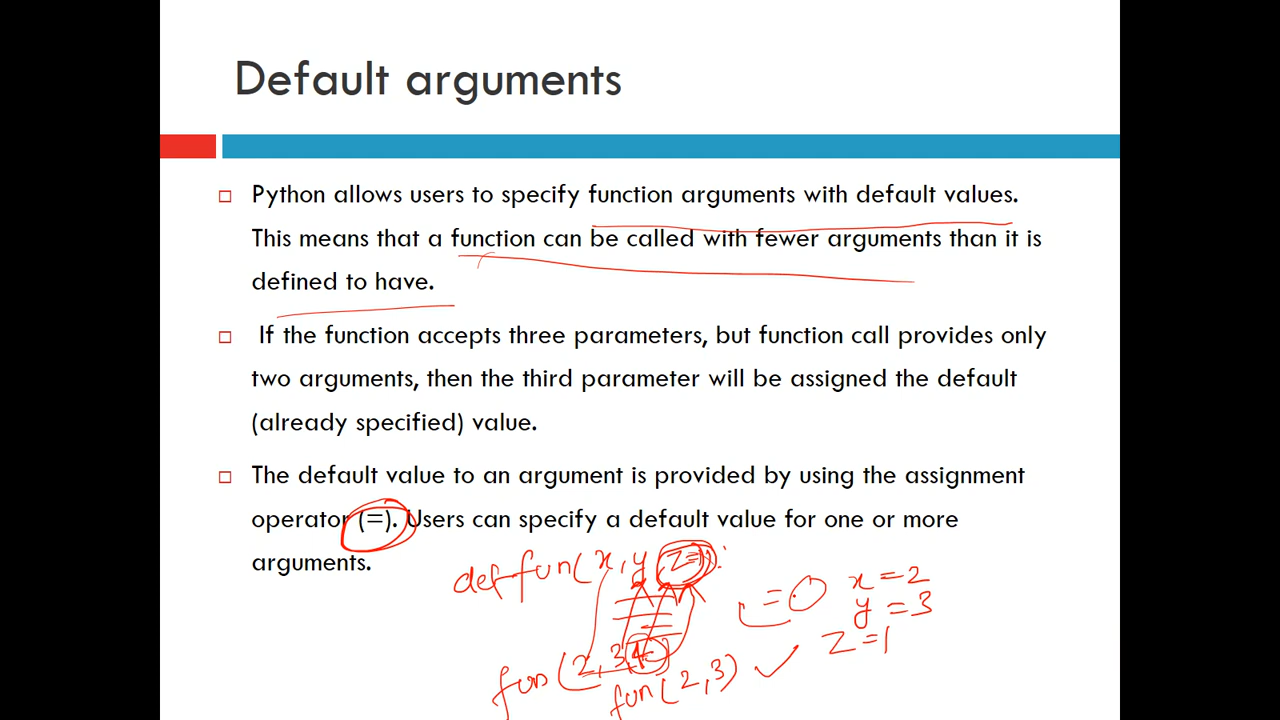 Default arguments
Python allows users to specify function arguments with default values.
This means that a function can be called with fewer arguments than it is
defined to have.
If the function accepts three parameters, but function call provides only
two arguments, then the third parameter will be assigned the default
(already specified) value.
The default value to an argument is provided by using the assignment
operator (=). Users can specify a default value for one or more
arguments.
def fun(x, y z=1):
= 0
x = 2
y = 3
z = 1
fun(2, 3,
fun(2,3)